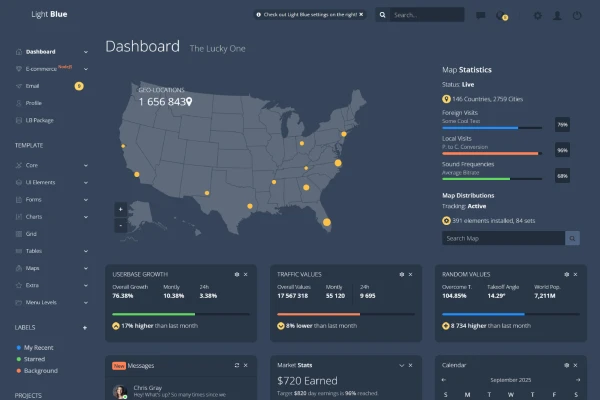 Light Blue
Check out Light Blue settings on the right!
Search...
Dashboard
E-commerce
Email
Profile
LB Package
TEMPLATE
Core
UI Elements
Forms
Charts
Grid
Tables
Maps
Extra
Menu Levels
LABELS
+
My Recent
Starred
Background
PROJECTS
Dashboard The Lucky One
GEO-LOCATIONS
1 656 843
+
-
Map Statistics
Status: Live
146 Countries, 2759 Cities
Foreign Visits
Some Cool Text
76%
Local Visits
P. to C. Conversion
96%
Sound Frequencies
Average Bitrate
68%
Map Distributions
Tracking: Active
391 elements installed, 84 sets
Search Map
USERBASE GROWTH
Overall Growth Montly 24h
76.38% 10.38% 3.38%
17% higher than last month
TRAFFIC VALUES
Overall Values Montly 24h
17 567 318 55 120 9 695
8% lower than last month
RANDOM VALUES
Overcome T. Takeoff Angle World Pop.
104.85% 14.29° 7,211M
8 734 higher than last month
New Messages
Chris Gray
Hey! What's up? So many times since we
Market Stats
$720 Earned
Target $820 day earnings is 96% reached
Calendar
September 2025
S M T W T F S